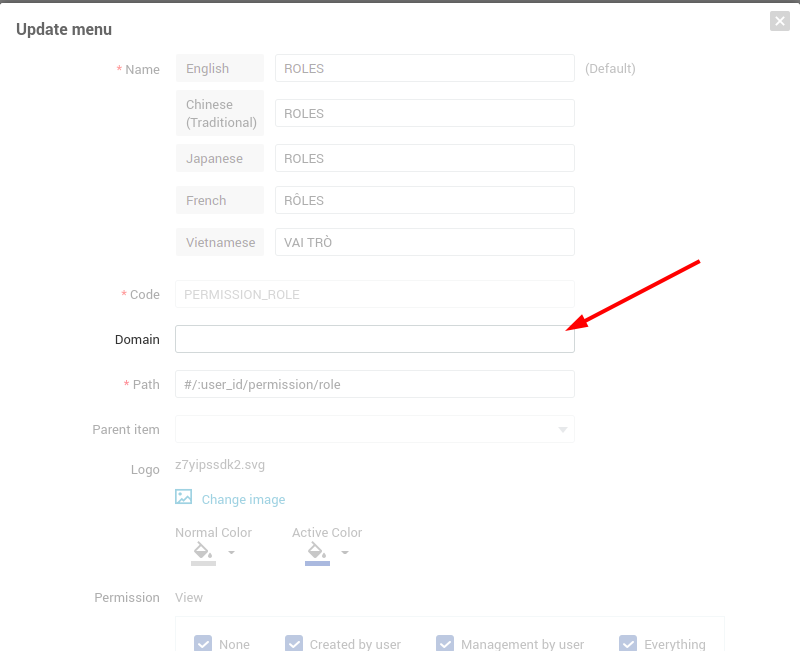 Update menu
* Name
English
ROLES
(Default)
Chinese
(Traditional)
ROLES
Japanese
ROLES
French
RÔLES
Vietnamese
VAI TRÒ
* Code
PERMISSION_ROLE
Domain
* Path
#/:user_id/permission/role
Parent item
Logo
z7yipssdk2.svg
Change image
Normal Color
Active Color
Permission
View
None
Created by user
Management by user
Everything